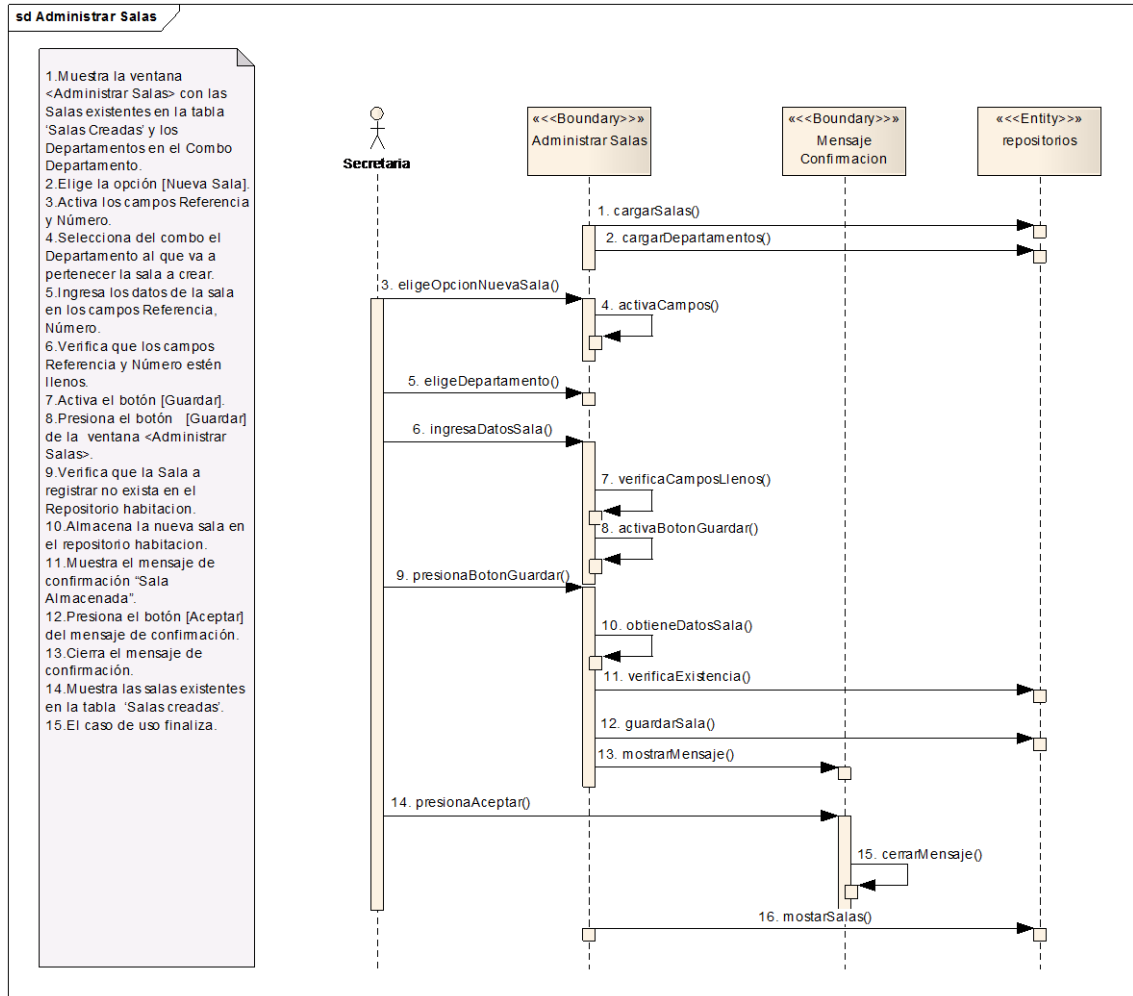 sd Administrar Salas
1.Muestra la ventana
<Administrar Salas> con las
Salas existentes en la tabla
'Salas Creadas' y los
Departamentos en el Combo
Departamento.
2.Elige la opción [Nueva Sala].
3.Activa los campos Referencia
y Número.
4.Selecciona del combo el
Departamento al que va a
pertenecer la sala a crear.
5.Ingresa los datos de la sala
en los campos Referencia,
Número.
6.Verifica que los campos
Referencia y Número estén
llenos.
7.Activa el botón [Guardar].
8.Presiona el botón [Guardar]
de la ventana <Administrar
Salas>.
9.Verifica que la Sala a
registrar no exista en el
Repositorio habitacion.
10.Almacena la nueva sala en
el repositorio habitacion.
11.Muestra el mensaje de
confirmación "Sala
Almacenada".
12.Presiona el botón [Aceptar]
del mensaje de confirmación.
13.Cierra el mensaje de
confirmación.
14.Muestra las salas existentes
en la tabla 'Salas creadas'.
15.El caso de uso finaliza.
Secretaria
«<<Boundary>>»
Administrar Salas
«<<Boundary>>»
Mensaje
Confirmacion
«<<Entity>>»
repositorios
1. cargarSalas()
2. cargarDepartamentos()
3. eligeOpcionNuevaSala()
4. activaCampos()
5. eligeDepartamento()
6. ingresaDatosSala()
7. verificaCamposLlenos()
8. activaBotonGuardar()
9. presionaBotonGuardar()
10. obtieneDatosSala()
11. verificaExistencia()
12. guardarSala()
13. mostrarMensaje()
14. presionaAceptar()
15. cerrarMensaje()
16. mostarSalas()